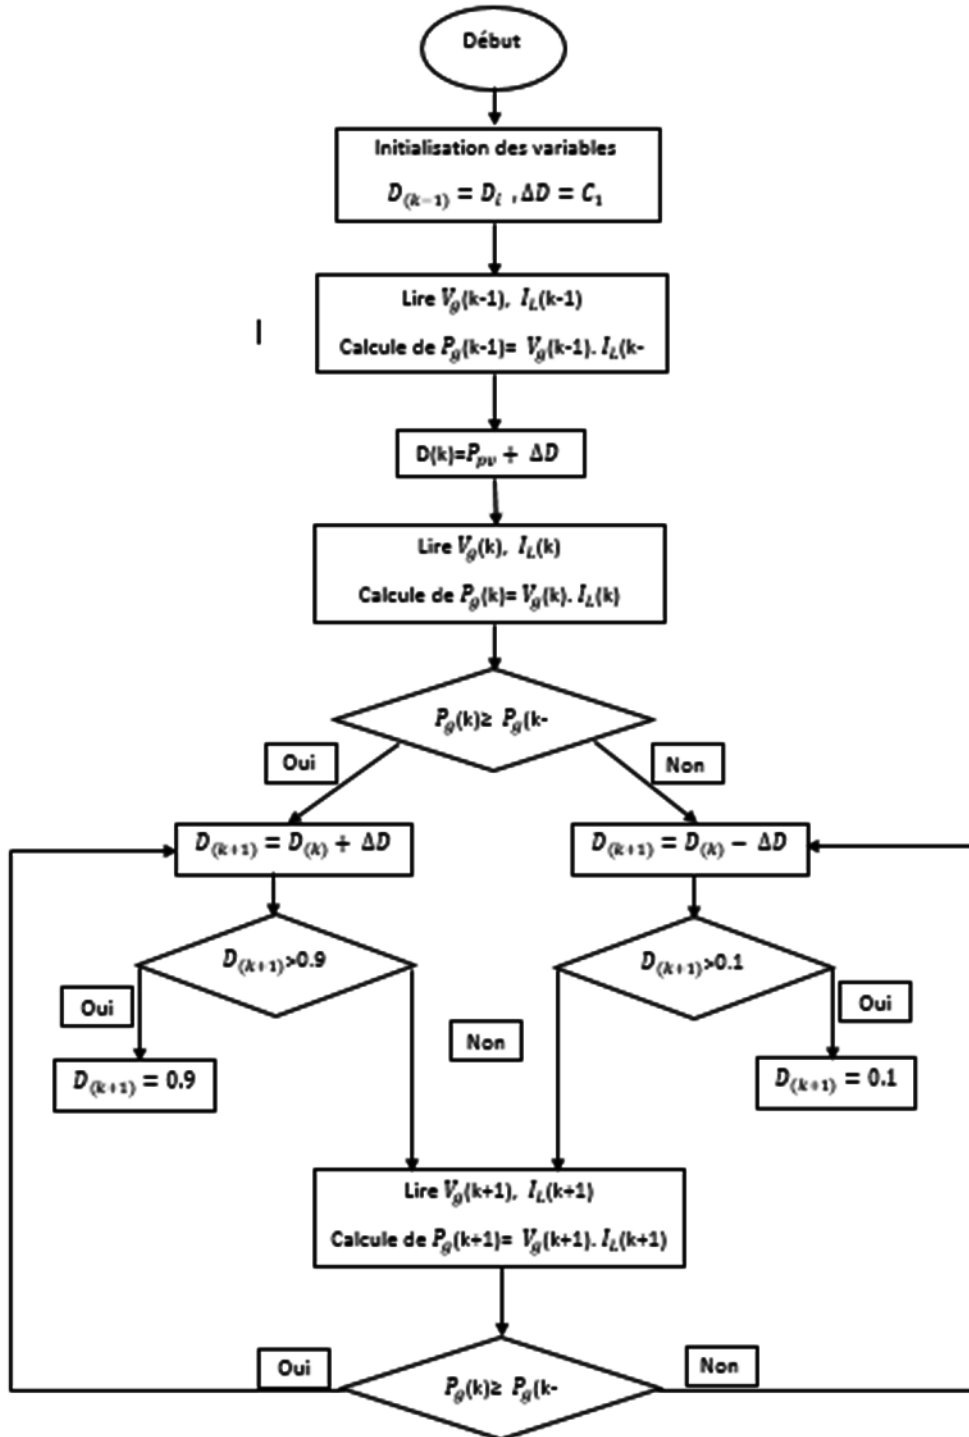 Début
Initialisation des variables
D(k−1) = Di , ΔD = C1
Lire Vg(k-1), IL(k-1)
Calcule de Pg(k-1)= Vg(k-1). IL(k-
D(k)=Ppv + ΔD
Lire Vg(k), IL(k)
Calcule de Pg(k)= Vg(k). IL(k)
Pg(k)≥ Pg(k-
Oui
Non
D(k+1) = D(k) + ΔD
D(k+1) = D(k) − ΔD
D(k+1)>0.9
D(k+1)>0.1
Oui
Non
Oui
D(k+1) = 0.9
D(k+1) = 0.1
Lire Vg(k+1), IL(k+1)
Calcule de Pg(k+1)= Vg(k+1). IL(k+1)
Oui
Non
Pg(k)≥ Pg(k-